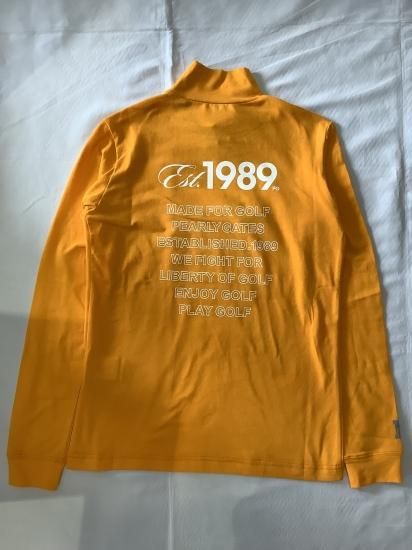 Est. 1989 PG
MADE FOR GOLF
PEARLY GATES
ESTABLISHED:1989
WE FIGHT FOR
LIBERTY OF GOLF
ENJOY GOLF
PLAY GOLF